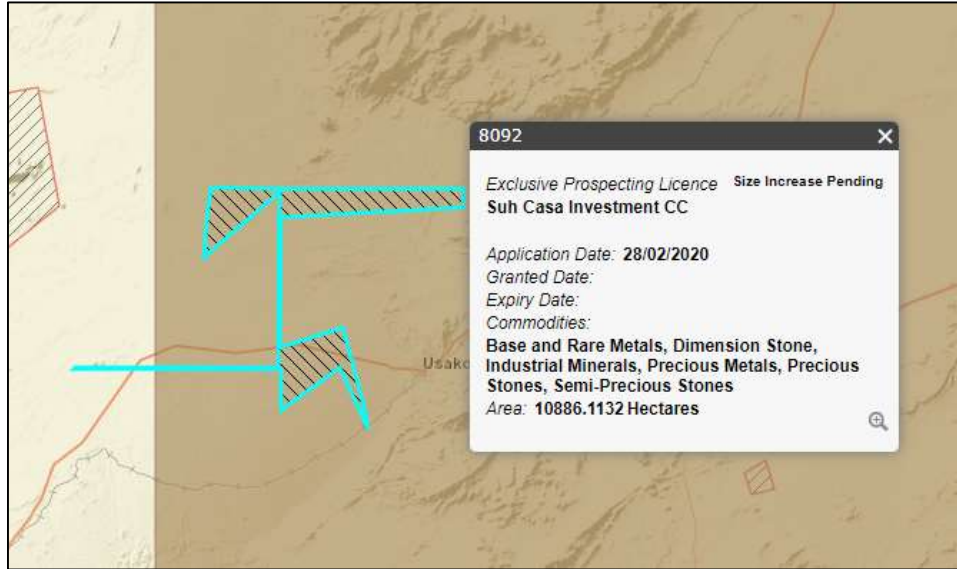 8092
Exclusive Prospecting Licence Size Increase Pending
Suh Casa Investment CC
Application Date: 28/02/2020
Granted Date:
Expiry Date:
Commodities:
Base and Rare Metals, Dimension Stone,
Industrial Minerals, Precious Metals, Precious
Stones, Semi-Precious Stones
Area: 10886.1132 Hectares